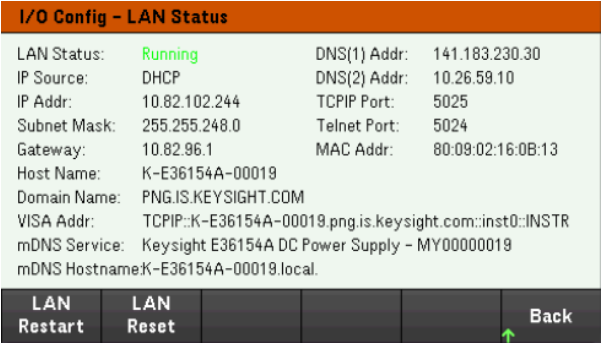 I/O Config - LAN Status
LAN Status: Running DNS(1) Addr: 141.183.230.30
IP Source: DHCP DNS(2) Addr: 10.26.59.10
IP Addr: 10.82.102.244 TCPIP Port: 5025
Subnet Mask: 255.255.248.0 Telnet Port: 5024
Gateway: 10.82.96.1 MAC Addr: 80:09:02:16:0B:13
Host Name: K-E36154A-00019
Domain Name: PNG.IS.KEYSIGHT.COM
VISA Addr: TCPIP::K-E36154A-00019.png.is.keysight.com::inst0::INSTR
mDNS Service: Keysight E36154A DC Power Supply - MY00000019
mDNS Hostname:K-E36154A-00019.local.
LAN Restart LAN Reset Back